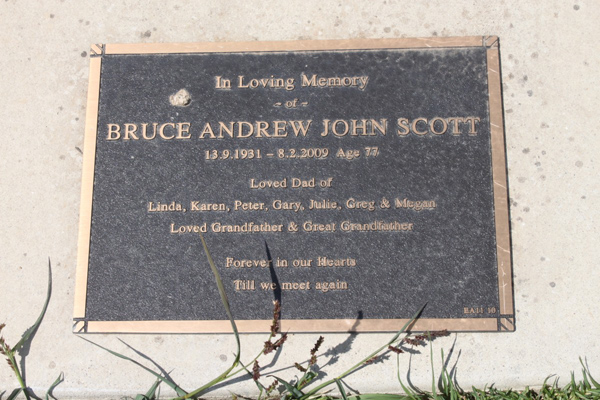 In Loving Memory
- of -
BRUCE ANDREW JOHN SCOTT
13.9.1931 – 8.2.2009 Age 77
Loved Dad of
Linda, Karen, Peter, Gary, Julie, Greg & Megan
Loved Grandfather & Great Grandfather
Forever in our Hearts
Till we meet again
EA11 10